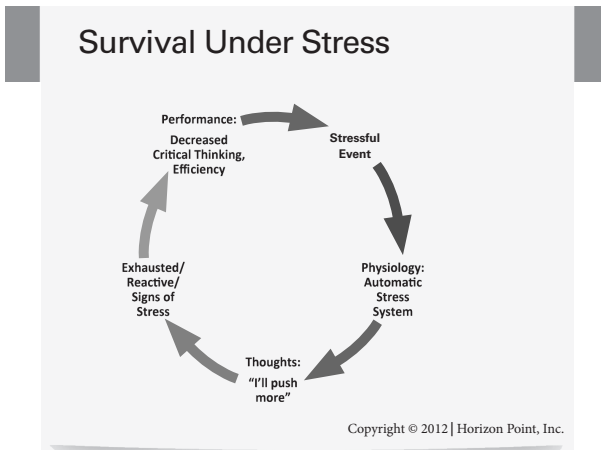 Survival Under Stress
Performance:
Decreased
Critical Thinking,
Efficiency
Stressful
Event
Physiology:
Automatic
Stress
System
Thoughts:
"I'll push
more"
Exhausted/
Reactive/
Signs of
Stress
Copyright © 2012 | Horizon Point, Inc.